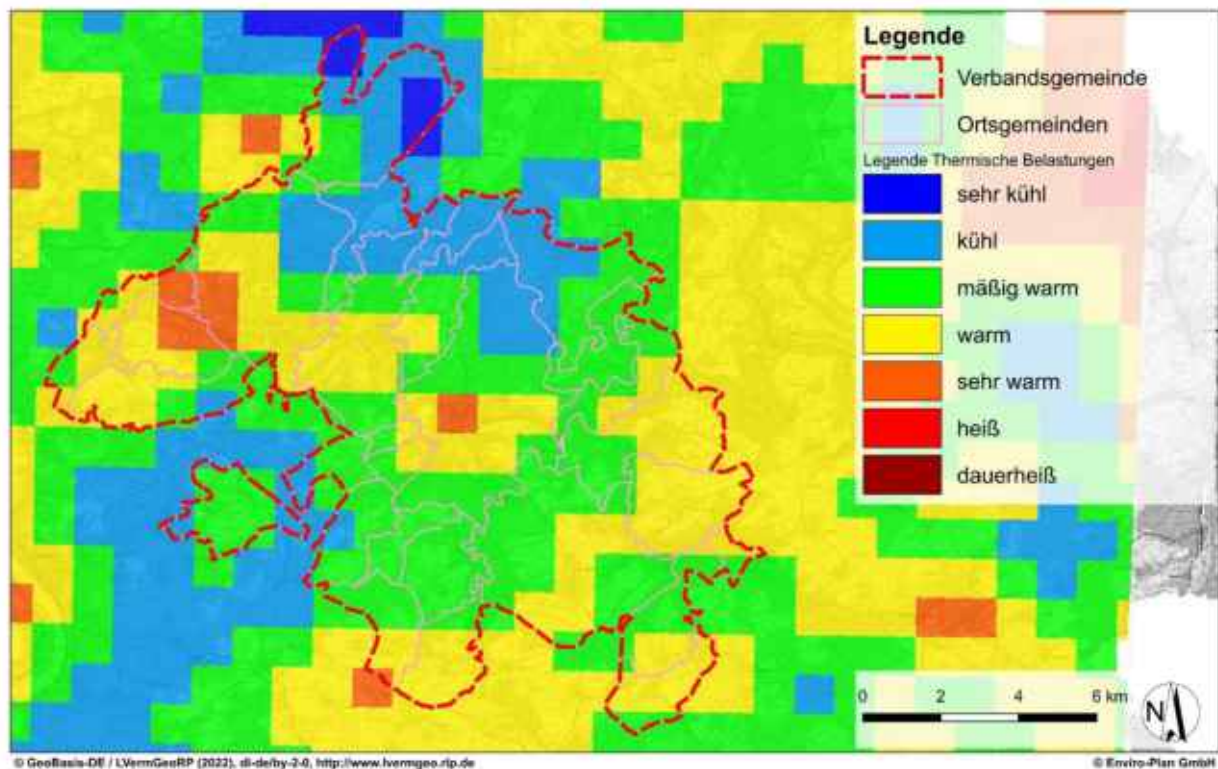 Legende
Verbandsgemeinde
Ortsgemeinden
Legende Thermische Belastungen
sehr kühl
kühl
mäßig warm
warm
sehr warm
heiß
dauerheiß
0 2 4 6 km
N
© GeoBasis-DE / LVermGeoRP (2022), dl-de/by-2-0, http://www.lvermgeo.rlp.de
© Enviro-Plan GmbH